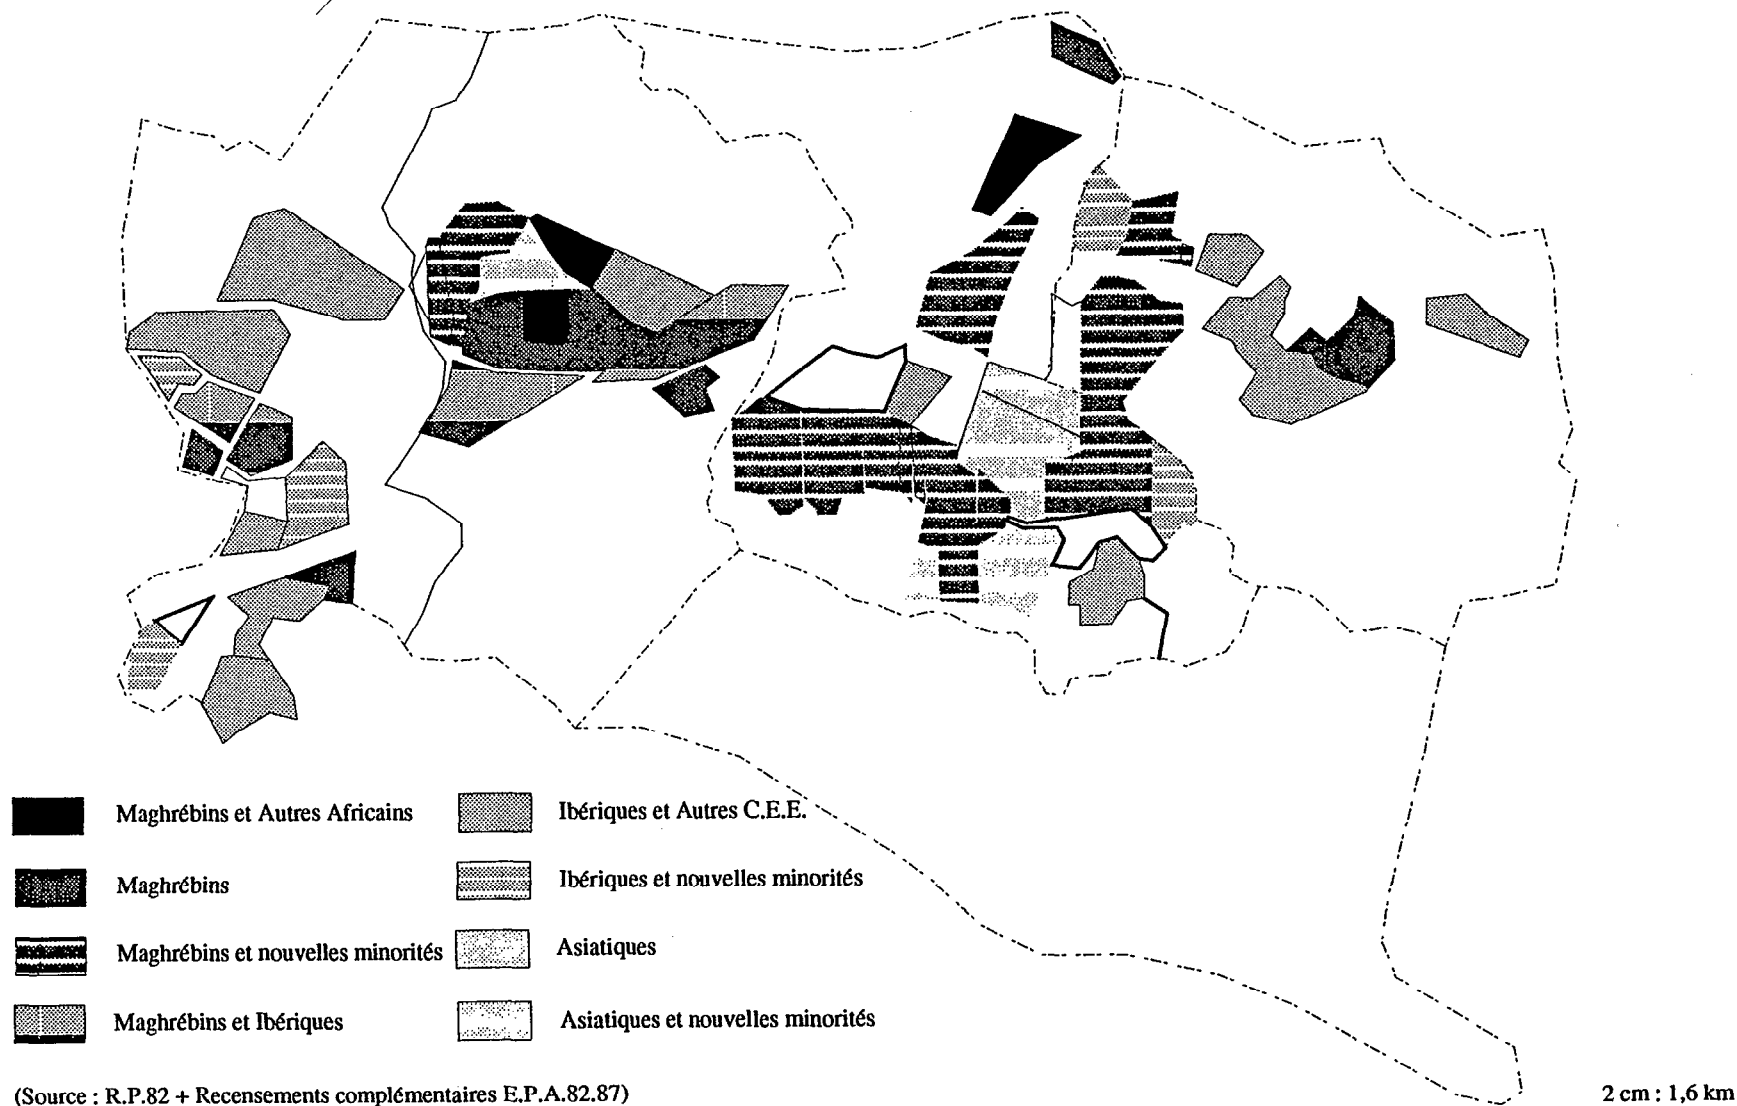 Maghrébins et Autres Africains
Maghrébins
Maghrébins et nouvelles minorités
Maghrébins et Ibériques
Ibériques et Autres C.E.E.
Ibériques et nouvelles minorités
Asiatiques
Asiatiques et nouvelles minorités
(Source : R.P.82 + Recensements complémentaires E.P.A.82.87)
2 cm : 1,6 km